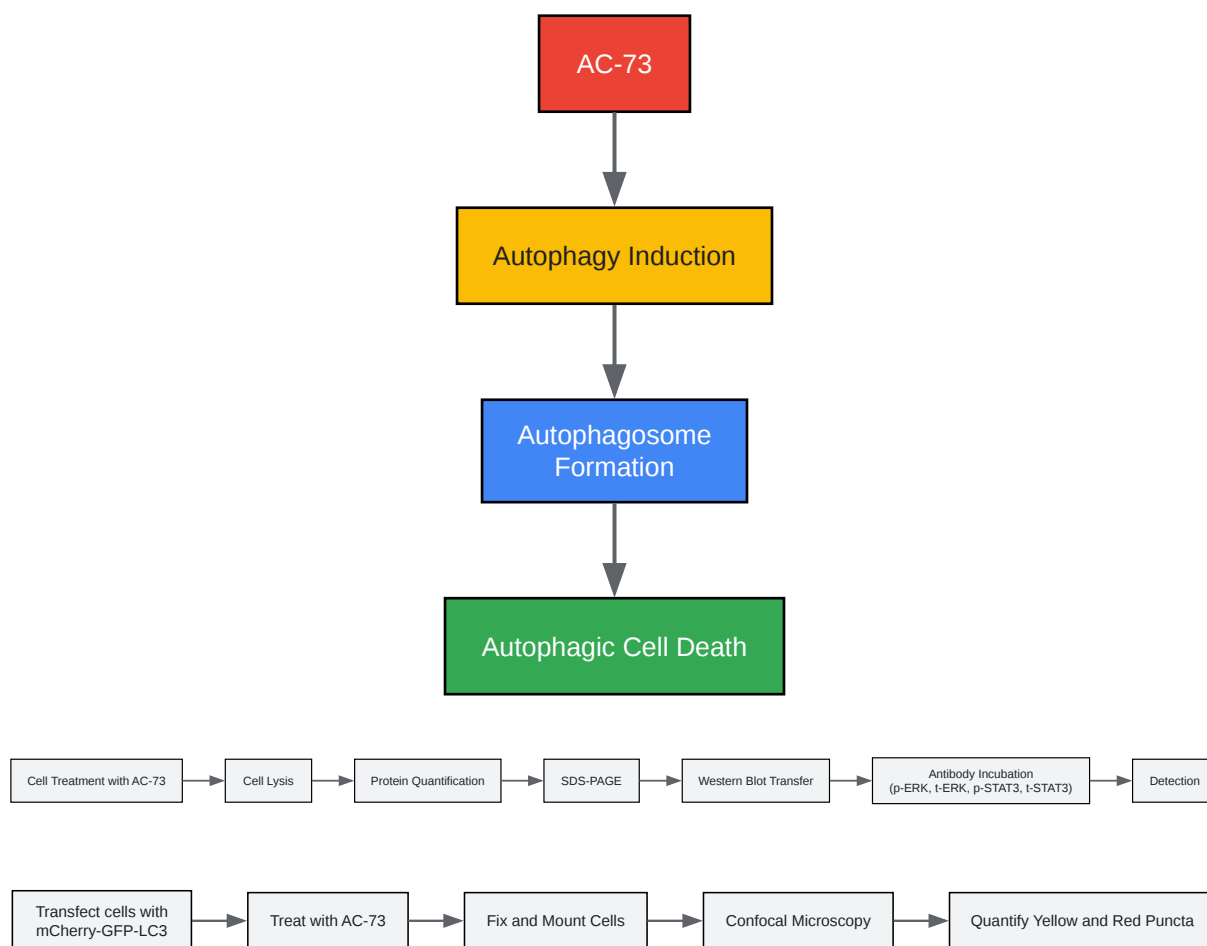 AC-73
Autophagy Induction
Autophagosome
Formation
Autophagic Cell Death
Cell Treatment with AC-73
Cell Lysis
Protein Quantification
SDS-PAGE
Western Blot Transfer
Antibody Incubation
(p-ERK, t-ERK, p-STAT3, t-STAT3)
Detection
Transfect cells with
mCherry-GFP-LC3
Treat with AC-73
Fix and Mount Cells
Confocal Microscopy
Quantify Yellow and Red Puncta